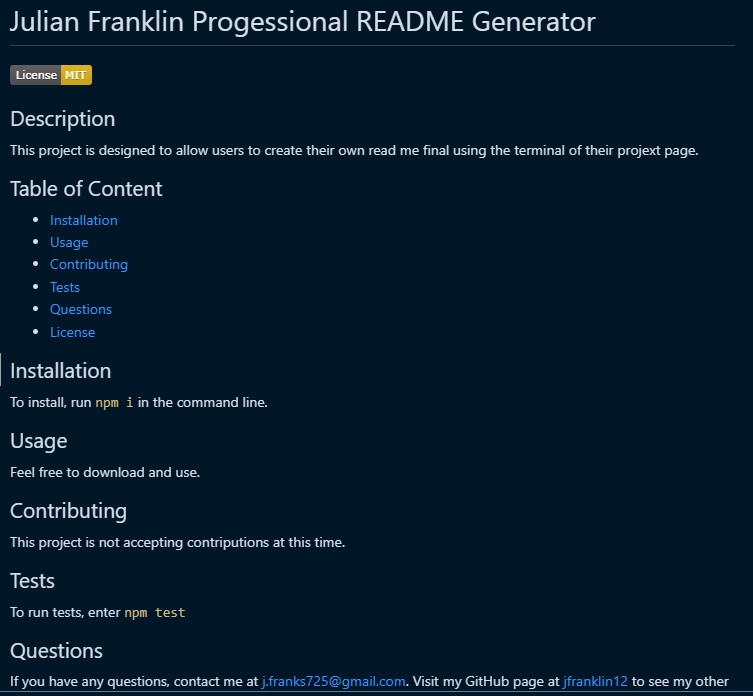 Julian Franklin Progessional README Generator
License MIT
Description
This project is designed to allow users to create their own read me final using the terminal of their projext page.
Table of Content
Installation
Usage
Contributing
Tests
Questions
License
Installation
To install, run npm i in the command line.
Usage
Feel free to download and use.
Contributing
This project is not accepting contriputions at this time.
Tests
To run tests, enter npm test
Questions
If you have any questions, contact me at j.franks725@gmail.com. Visit my GitHub page at jfranklin12 to see my other